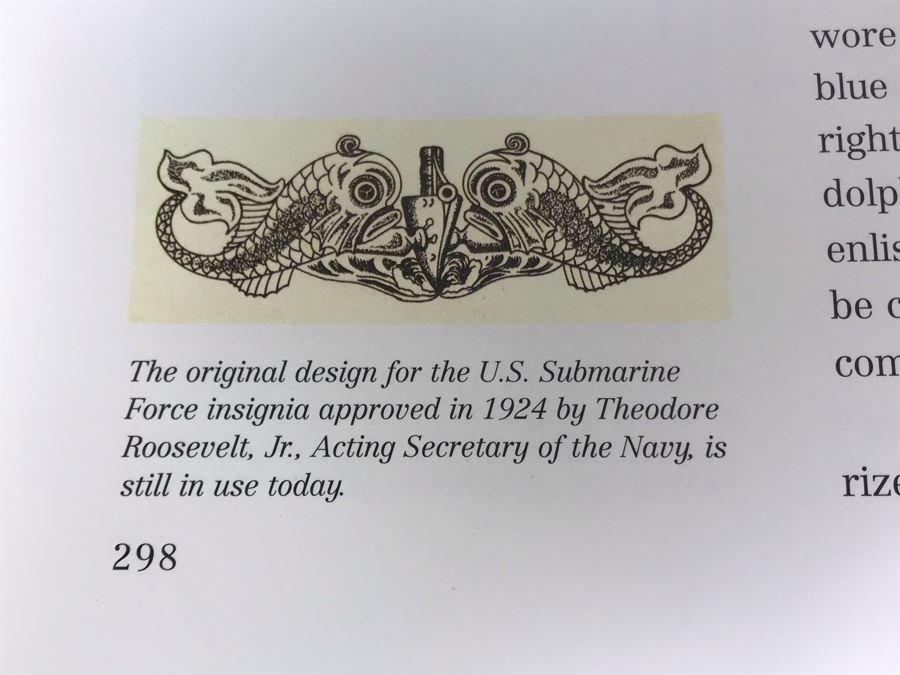 The original design for the U.S. Submarine
Force insignia approved in 1924 by Theodore
Roosevelt, Jr., Acting Secretary of the Navy, is
still in use today.
298
wore
blue
right
dolp
enlis
be c
com
rize